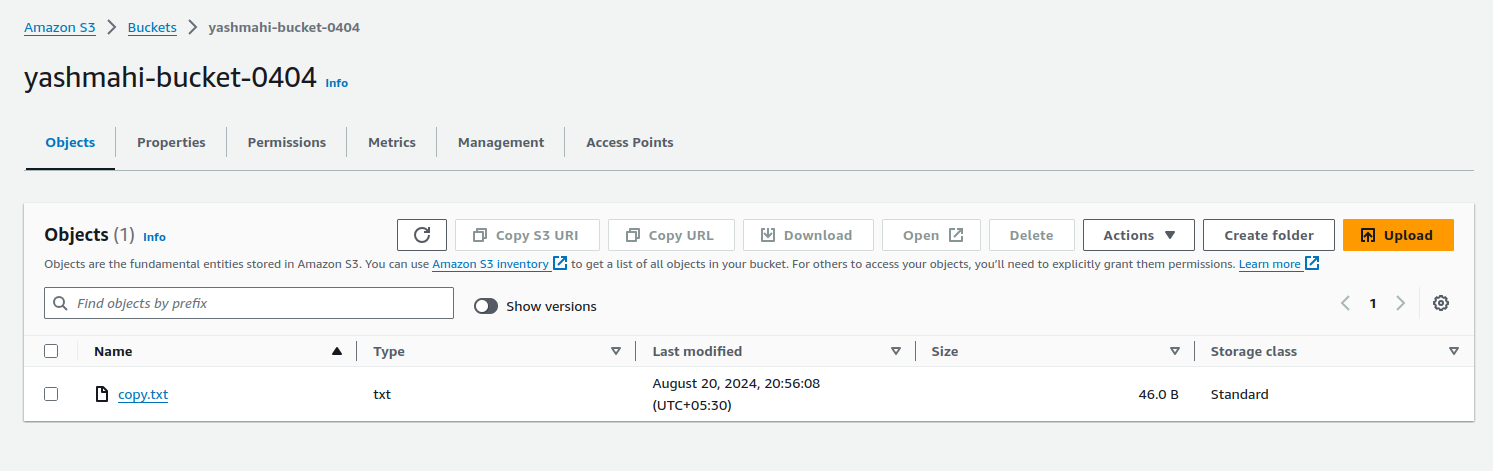 Amazon S3 > Buckets > yashmahi-bucket-0404
yashmahi-bucket-0404 Info
Objects Properties Permissions Metrics Management Access Points
Objects (1) Info Copy S3 URI Copy URL Download Open Delete Actions Create folder Upload
Objects are the fundamental entities stored in Amazon S3. You can use Amazon S3 inventory to get a list of all objects in your bucket. For others to access your objects, you’ll need to explicitly grant them permissions. Learn more
Find objects by prefix Show versions 1
Name Type Last modified Size Storage class
copy.txt txt August 20, 2024, 20:56:08 46.0 B Standard
(UTC+05:30)